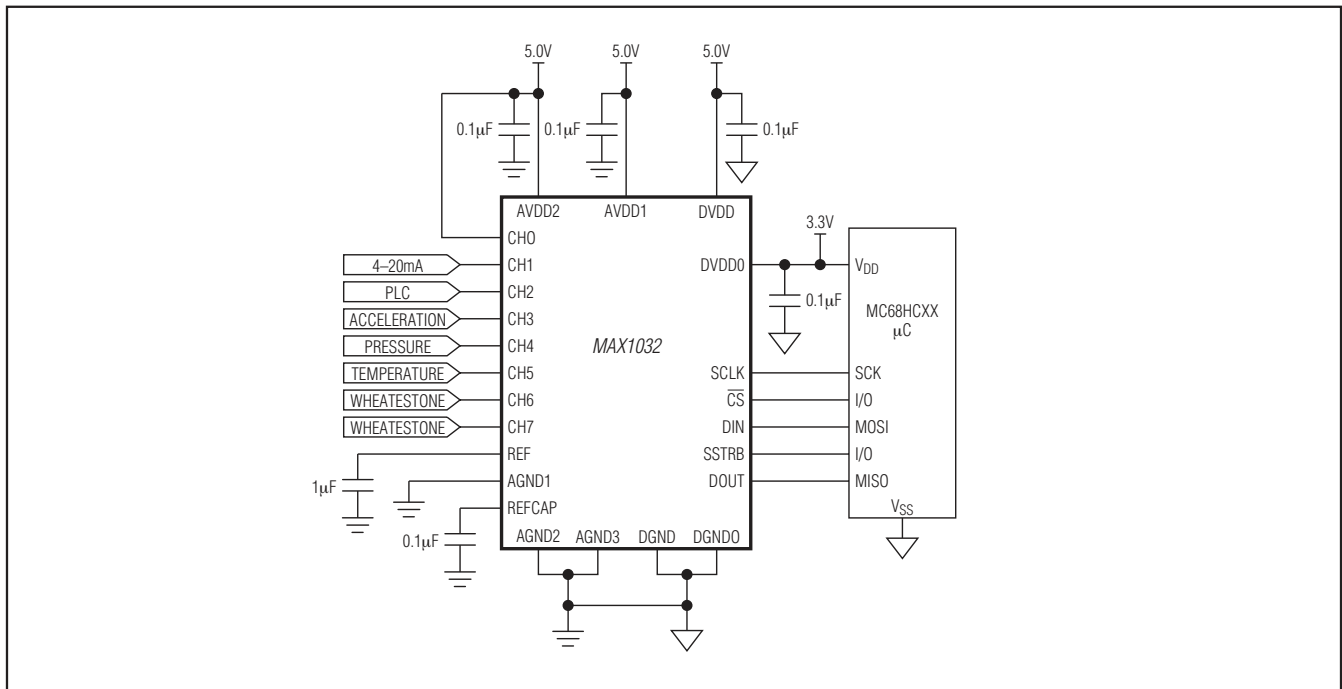 5.0V 5.0V 5.0V
0.1µF 0.1µF 0.1µF
AVDD2 AVDD1 DVDD
3.3V
CH0
4–20mA CH1 DVDD0 VDD
PLC CH2 0.1µF
ACCELERATION CH3 MC68HCXX
µC
PRESSURE CH4 MAX1032
TEMPERATURE CH5 SCLK SCK
WHEATESTONE CH6 CS I/O
WHEATESTONE CH7 DIN MOSI
REF SSTRB I/O
1µF AGND1 DOUT MISO
REFCAP VSS
0.1µF AGND2 AGND3 DGND DGND0